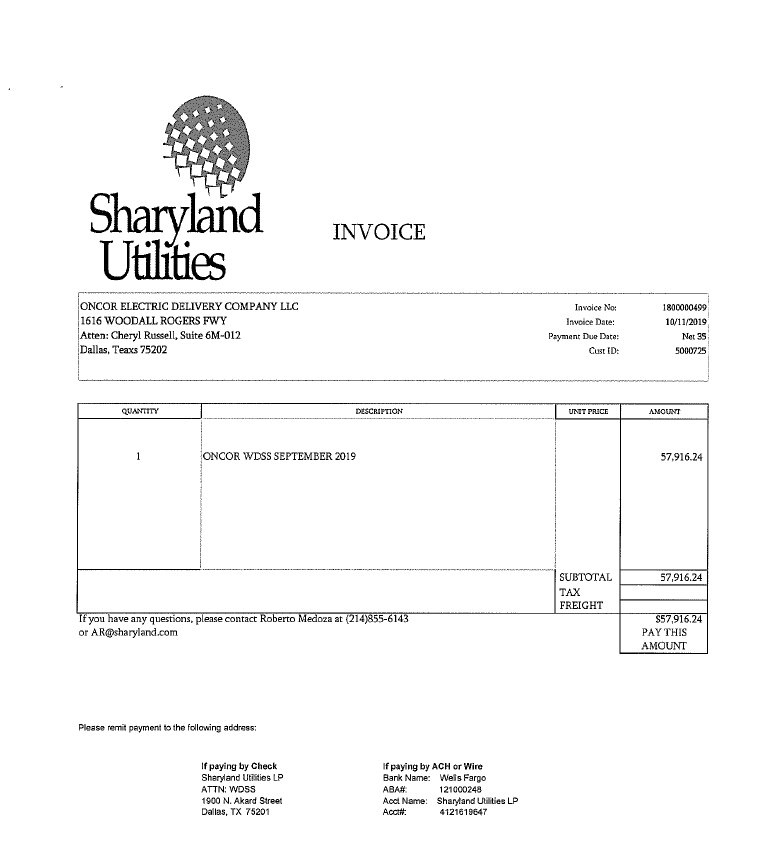 Sharyland
Utilities
INVOICE
ONCOR ELECTRIC DELIVERY COMPANY LLC
1616 WOODALL ROGERS FWY
Atten: Cheryl Russell, Suite 6M-012
Dallas, Teaxs 75202
Invoice No: 1800000499
Invoice Date: 10/11/2019
Payment Due Date: Net 35
Cust ID: 5000725
QUANTITY DESCRIPTION UNIT PRICE AMOUNT
1 ONCOR WDSS SEPTEMBER 2019 57,916.24
SUBTOTAL 57,916.24
TAX
FREIGHT
If you have any questions, please contact Roberto Medoza at (214)855-6143
or AR@sharyland.com
$57,916.24
PAY THIS
AMOUNT
Please remit payment to the following address:
If paying by Check
Sharyland Utilities LP
ATTN: WDSS
1900 N. Akard Street
Dallas, TX 75201
If paying by ACH or Wire
Bank Name: Wells Fargo
ABA#: 121000248
Acct Name: Sharyland Utilities LP
Acct#: 4121619647